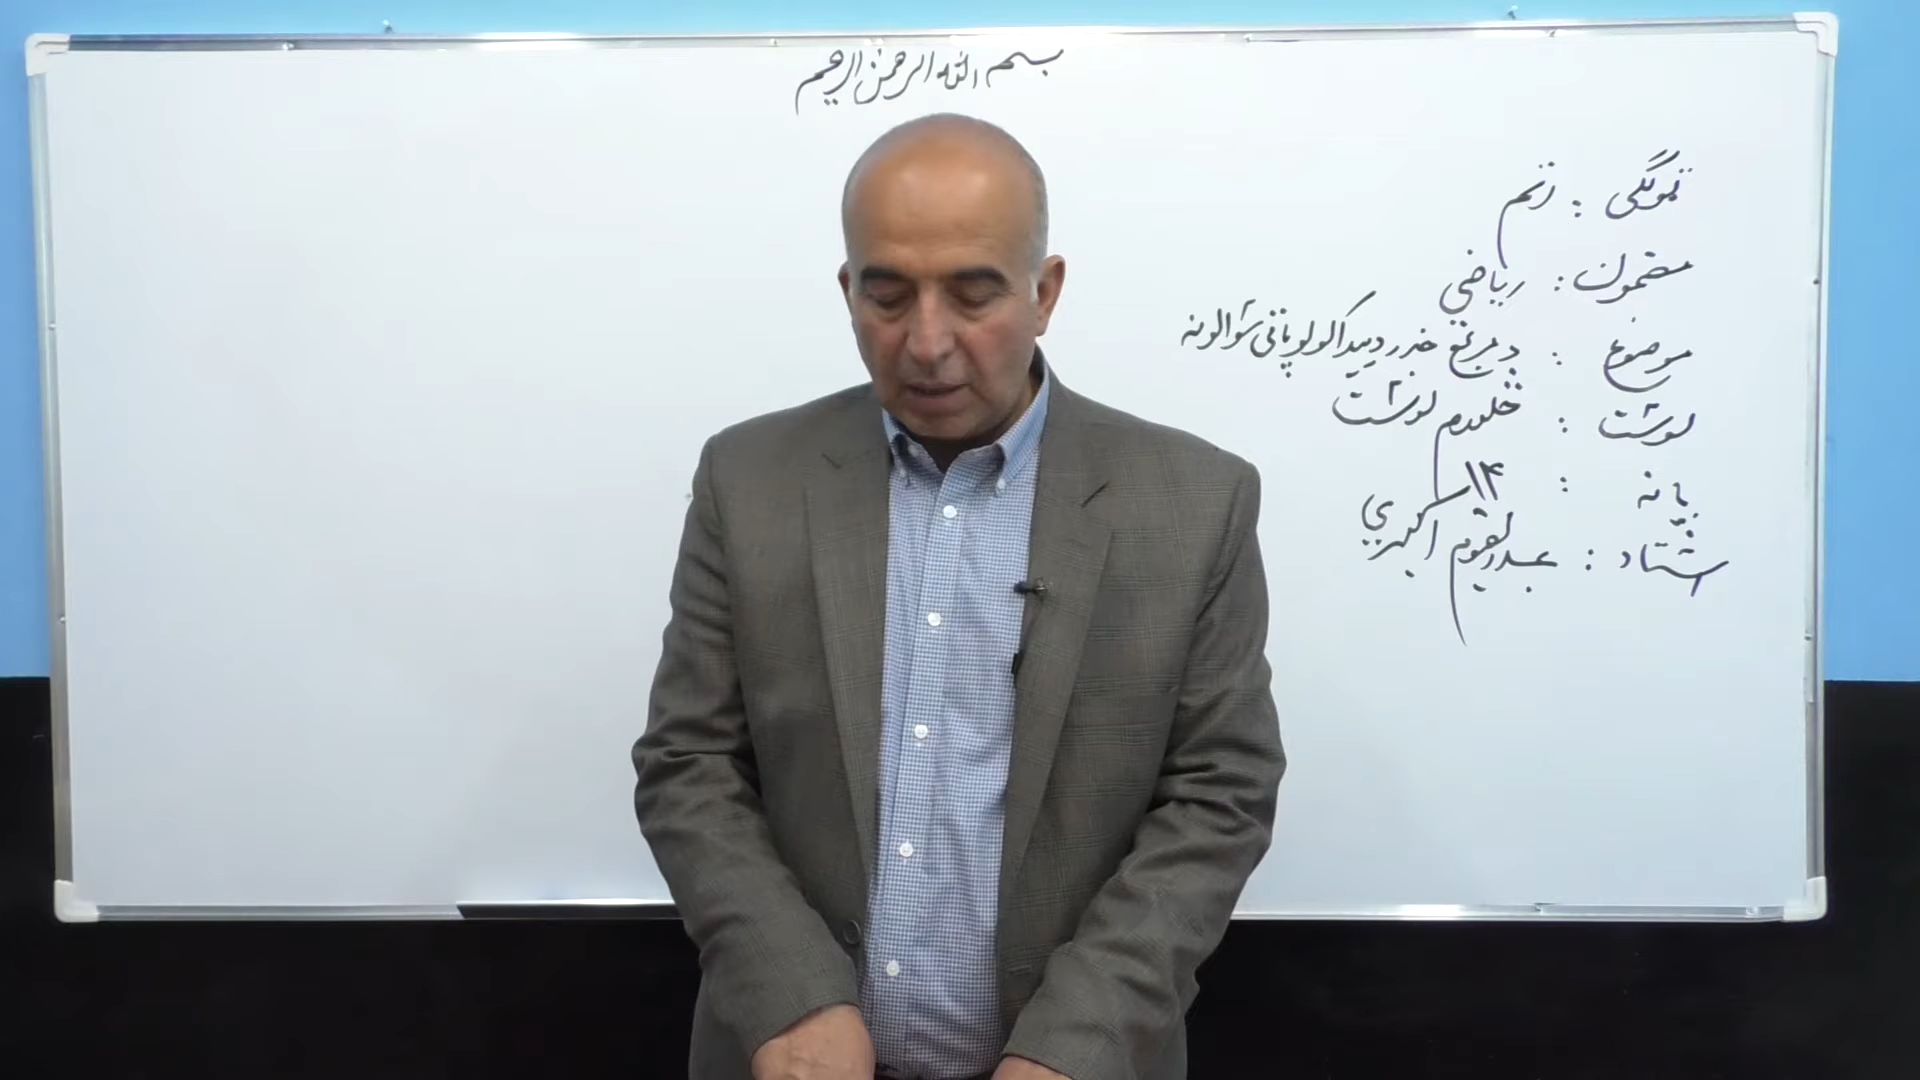 بسم الله الرحمن الرحیم
ټولګی : نهم
مضمون : ریاضي
موضوع : د مربع جذر د پیدا کولو پاتې سوالونه
لوست : څلورم لوست
پاڼه : ۱۴
استاد : عبدالقیوم اکبري